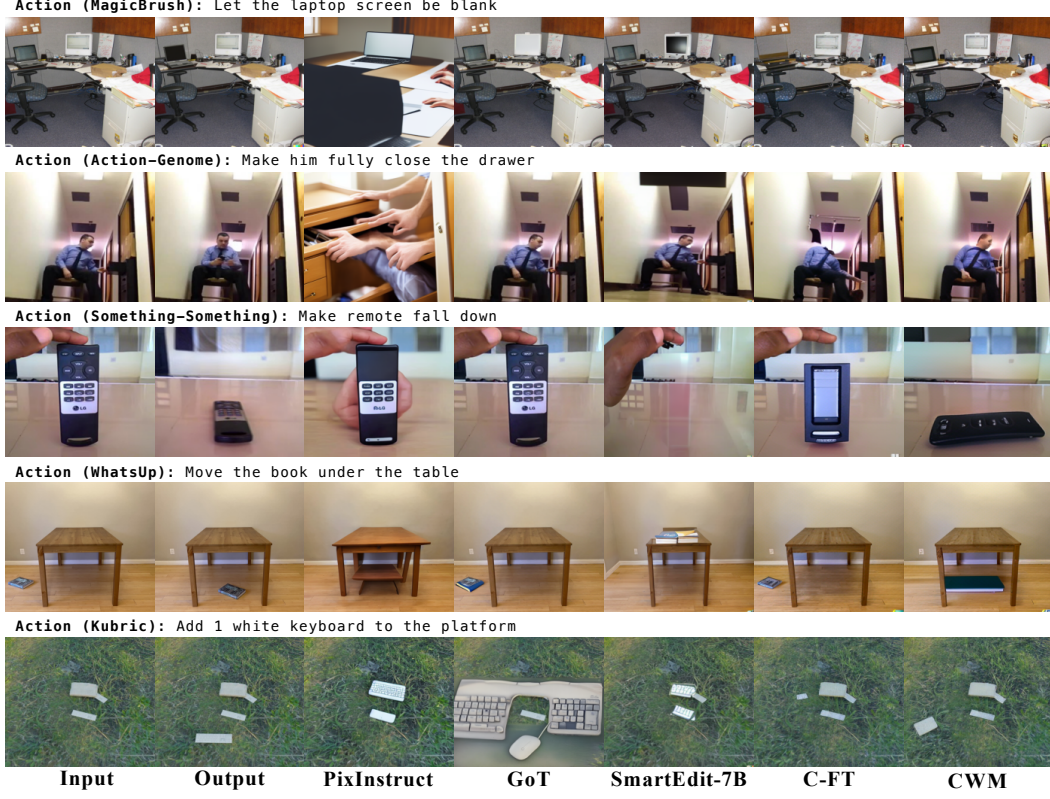 Action (MagicBrush): Let the laptop screen be blank
Action (Action-Genome): Make him fully close the drawer
Action (Something-Something): Make remote fall down
LG
LG
Action (WhatsUp): Move the book under the table
Action (Kubric): Add 1 white keyboard to the platform
Input Output PixInstruct GoT SmartEdit-7B C-FT CWM